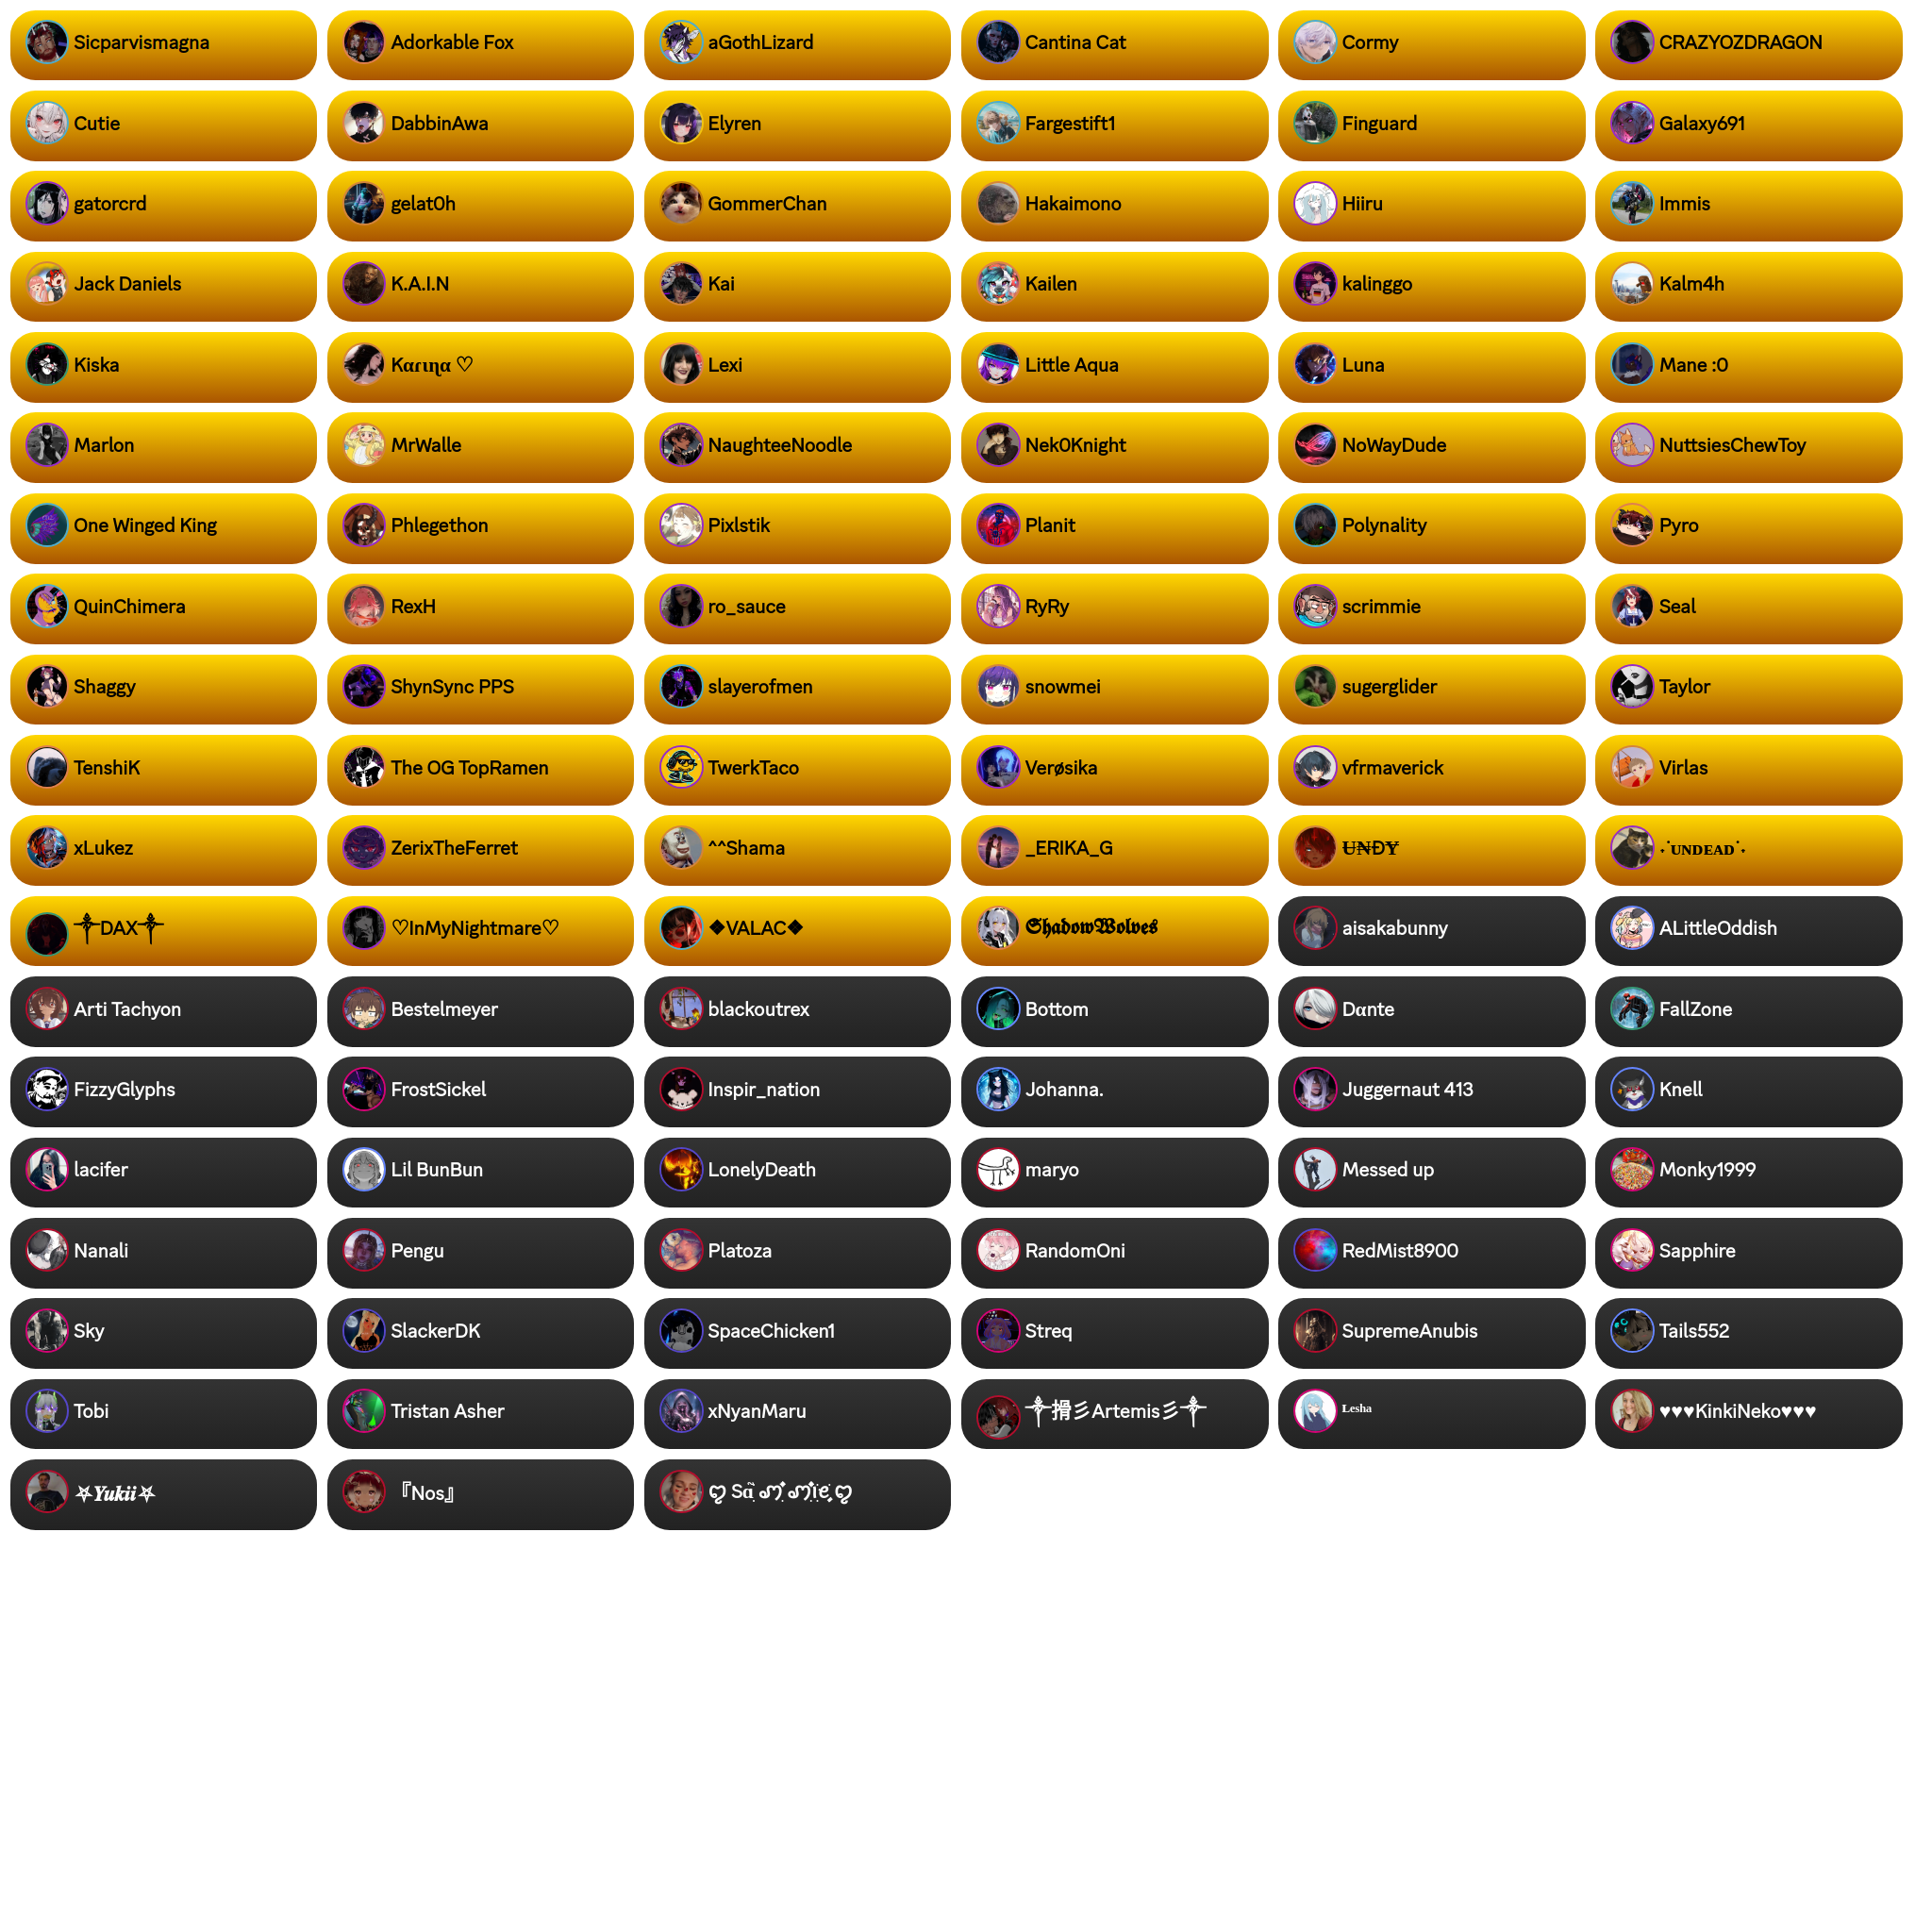 Sicparvismagna
Adorkable Fox
aGothLizard
Cantina Cat
Cormy
CRAZYOZDRAGON
Cutie
DabbinAwa
Elyren
Fargestift1
Finguard
Galaxy691
gatorcrd
gelat0h
GommerChan
Hakaimono
Hiiru
Immis
Jack Daniels
K.A.I.N
Kai
Kailen
kalinggo
Kalm4h
Kiska
Kαɾιɳα ♡
Lexi
Little Aqua
Luna
Mane :0
Marlon
MrWalle
NaughteeNoodle
Nek0Knight
NoWayDude
NuttsiesChewToy
One Winged King
Phlegethon
Pixlstik
Planit
Polynality
Pyro
QuinChimera
RexH
ro_sauce
RyRy
scrimmie
Seal
Shaggy
ShynSync PPS
slayerofmen
snowmei
sugerglider
Taylor
TenshiK
The OG TopRamen
TwerkTaco
Verøsika
vfrmaverick
Virlas
xLukez
ZerixTheFerret
^^Shama
_ERIKA_G
ɄN̶ĐɎ
˖˙ᴜɴᴅᴇᴀᴅ˙˖
༒DAX༒
♡InMyNightmare♡
❖VALAC❖
𝕾𝖍𝖆𝖉𝖔𝖜𝖂𝖔𝖑𝖛𝖊𝖘
aisakabunny
ALittleOddish
Arti Tachyon
Bestelmeyer
blackoutrex
Bottom
Dαnte
FallZone
FizzyGlyphs
FrostSickel
Inspir_nation
Johanna.
Juggernaut 413
Knell
lacifer
Lil BunBun
LonelyDeath
maryo
Messed up
Monky1999
Nanali
Pengu
Platoza
RandomOni
RedMist8900
Sapphire
Sky
SlackerDK
SpaceChicken1
Streq
SupremeAnubis
Tails552
Tobi
Tristan Asher
xNyanMaru
༒搰彡Artemis彡༒
ᴸᵉˢʰᵃ
♥♥♥KinkiNeko♥♥♥
⛧𝒀𝒖𝒌𝒊𝒊⛧
『Nos』